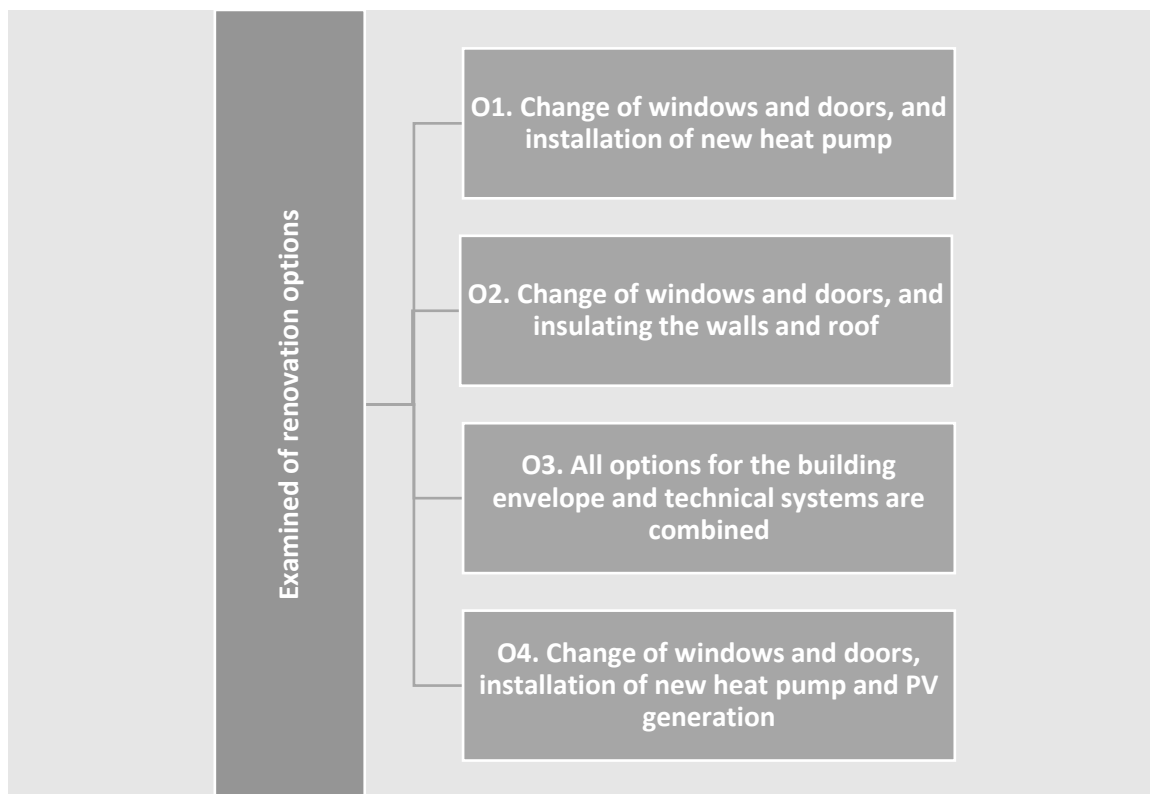 Examined of renovation options
O1. Change of windows and doors, and
installation of new heat pump
O2. Change of windows and doors, and
insulating the walls and roof
O3. All options for the building
envelope and technical systems are
combined
O4. Change of windows and doors,
installation of new heat pump and PV
generation